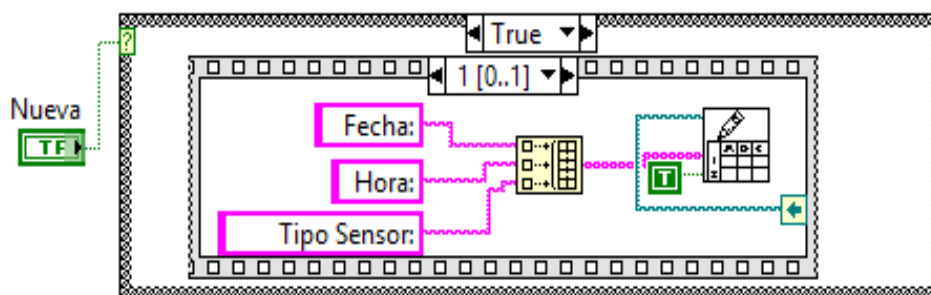 True
?
1 [0..1]
Nueva
TF
Fecha:
Hora:
Tipo Sensor:
T